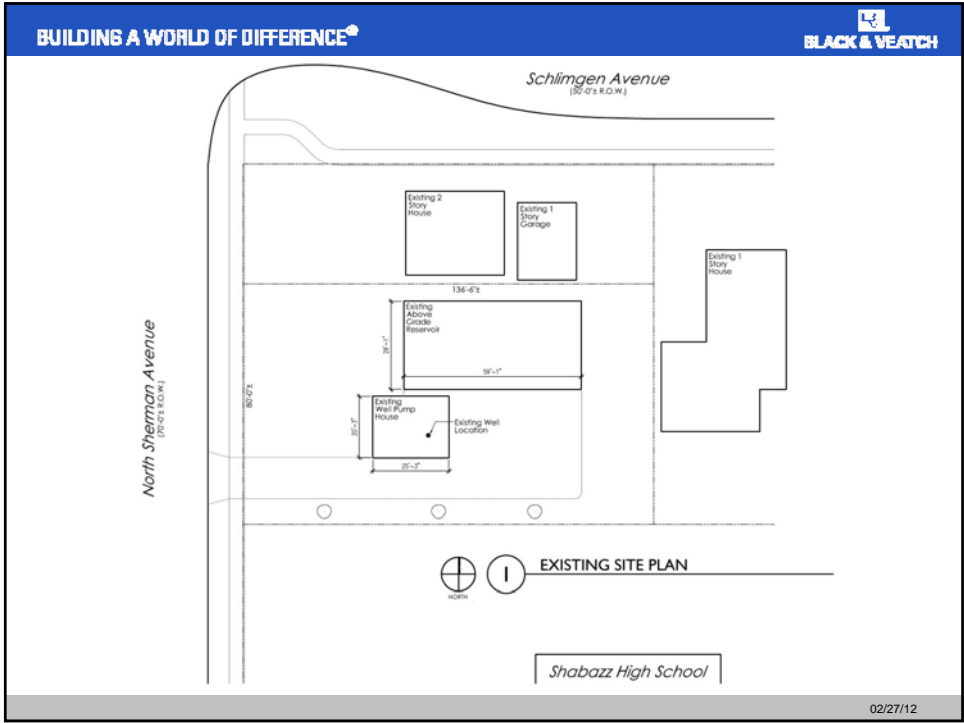 BUILDING A WORLD OF DIFFERENCE®
BLACK & VEATCH
Schlimgen Avenue
(50'-0"± R.O.W.)
Existing 2
Story
House
Existing 1
Story
Garage
Existing 1
Story
House
136'-6"±
Existing
Above
Grade
Reservoir
59'-1"
North Sherman Avenue
(70'-0"± R.O.W.)
80'-0"±
Existing
Well Pump
House
Existing Well
Location
25'-3"
NORTH
1
EXISTING SITE PLAN
Shabazz High School
02/27/12